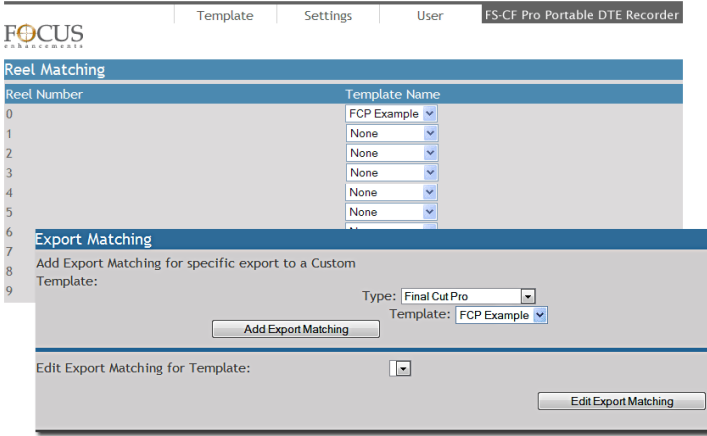 Template Settings User FS-CF Pro Portable DTE Recorder
FOCUS
enhancements
Reel Matching
Reel Number Template Name
0 FCP Example
1 None
2 None
3 None
4 None
5 None
6
7
8
9
Export Matching
Add Export Matching for specific export to a Custom
Template:
Type: Final Cut Pro
Template: FCP Example
Add Export Matching
Edit Export Matching for Template:
Edit Export Matching